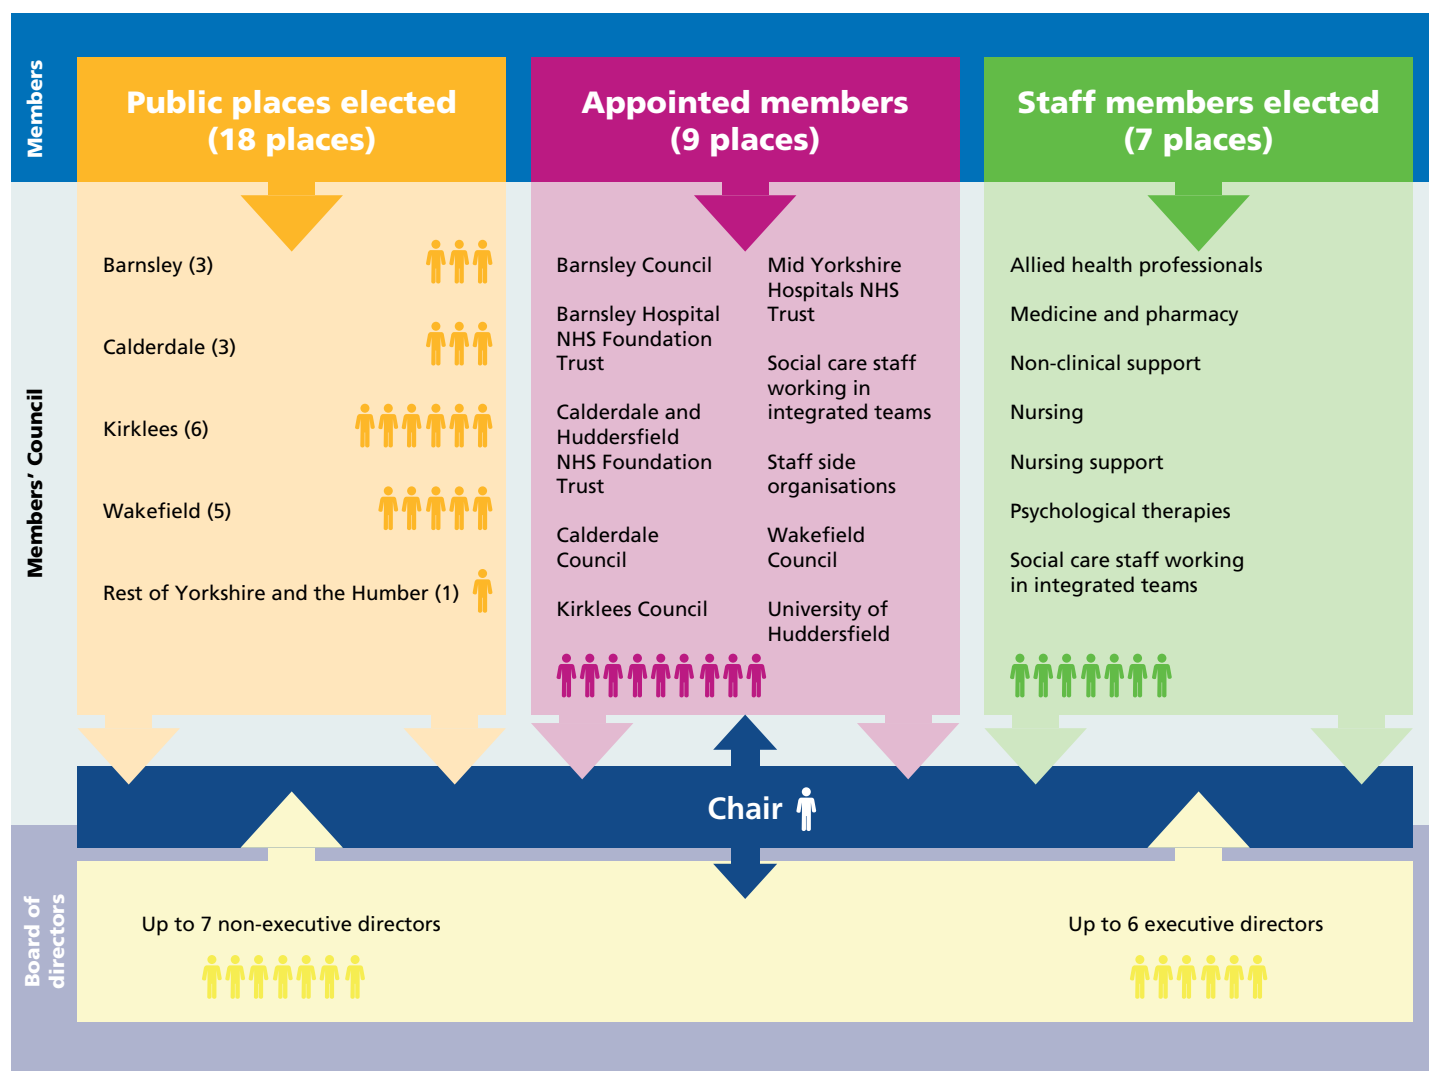 Members
Public places elected
(18 places)
Appointed members
(9 places)
Staff members elected
(7 places)
Members’ Council
Barnsley (3)
Calderdale (3)
Kirklees (6)
Wakefield (5)
Rest of Yorkshire and the Humber (1)
Barnsley Council
Barnsley Hospital
NHS Foundation
Trust
Calderdale and
Huddersfield
NHS Foundation
Trust
Calderdale
Council
Kirklees Council
Mid Yorkshire
Hospitals NHS
Trust
Social care staff
working in
integrated teams
Staff side
organisations
Wakefield
Council
University of
Huddersfield
Allied health professionals
Medicine and pharmacy
Non-clinical support
Nursing
Nursing support
Psychological therapies
Social care staff working
in integrated teams
Chair
Board of
directors
Up to 7 non-executive directors
Up to 6 executive directors